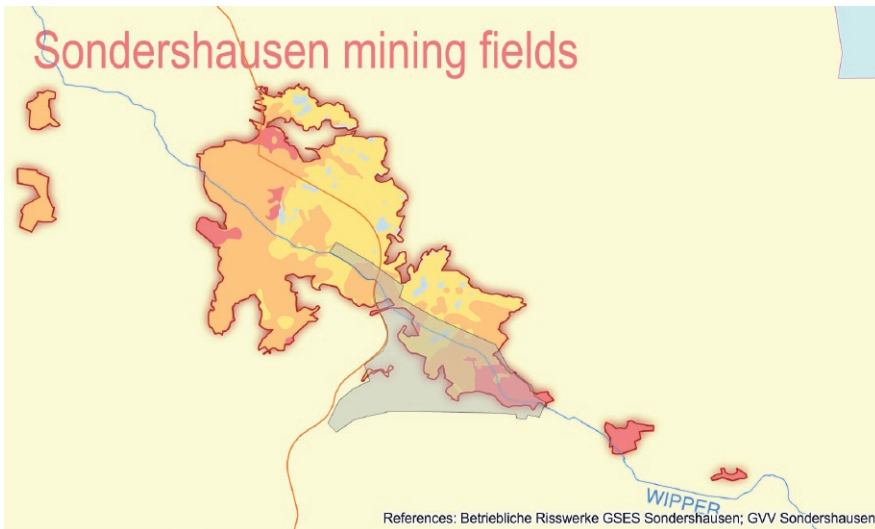 Sondershausen mining fields
WIPPER
References: Betriebliche Risswerke GSES Sondershausen; GVV Sondershausen